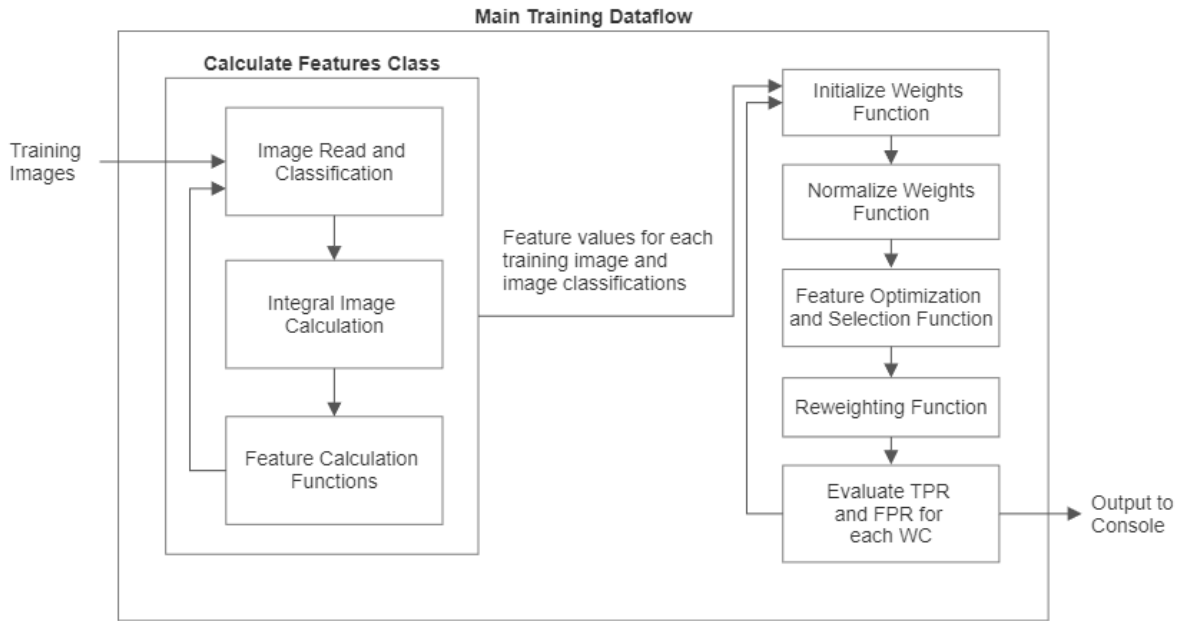 Main Training Dataflow
Calculate Features Class
Training
Images
Image Read and
Classification
Integral Image
Calculation
Feature Calculation
Functions
Feature values for each
training image and
image classifications
Initialize Weights
Function
Normalize Weights
Function
Feature Optimization
and Selection Function
Reweighting Function
Evaluate TPR
and FPR for
each WC
Output to
Console